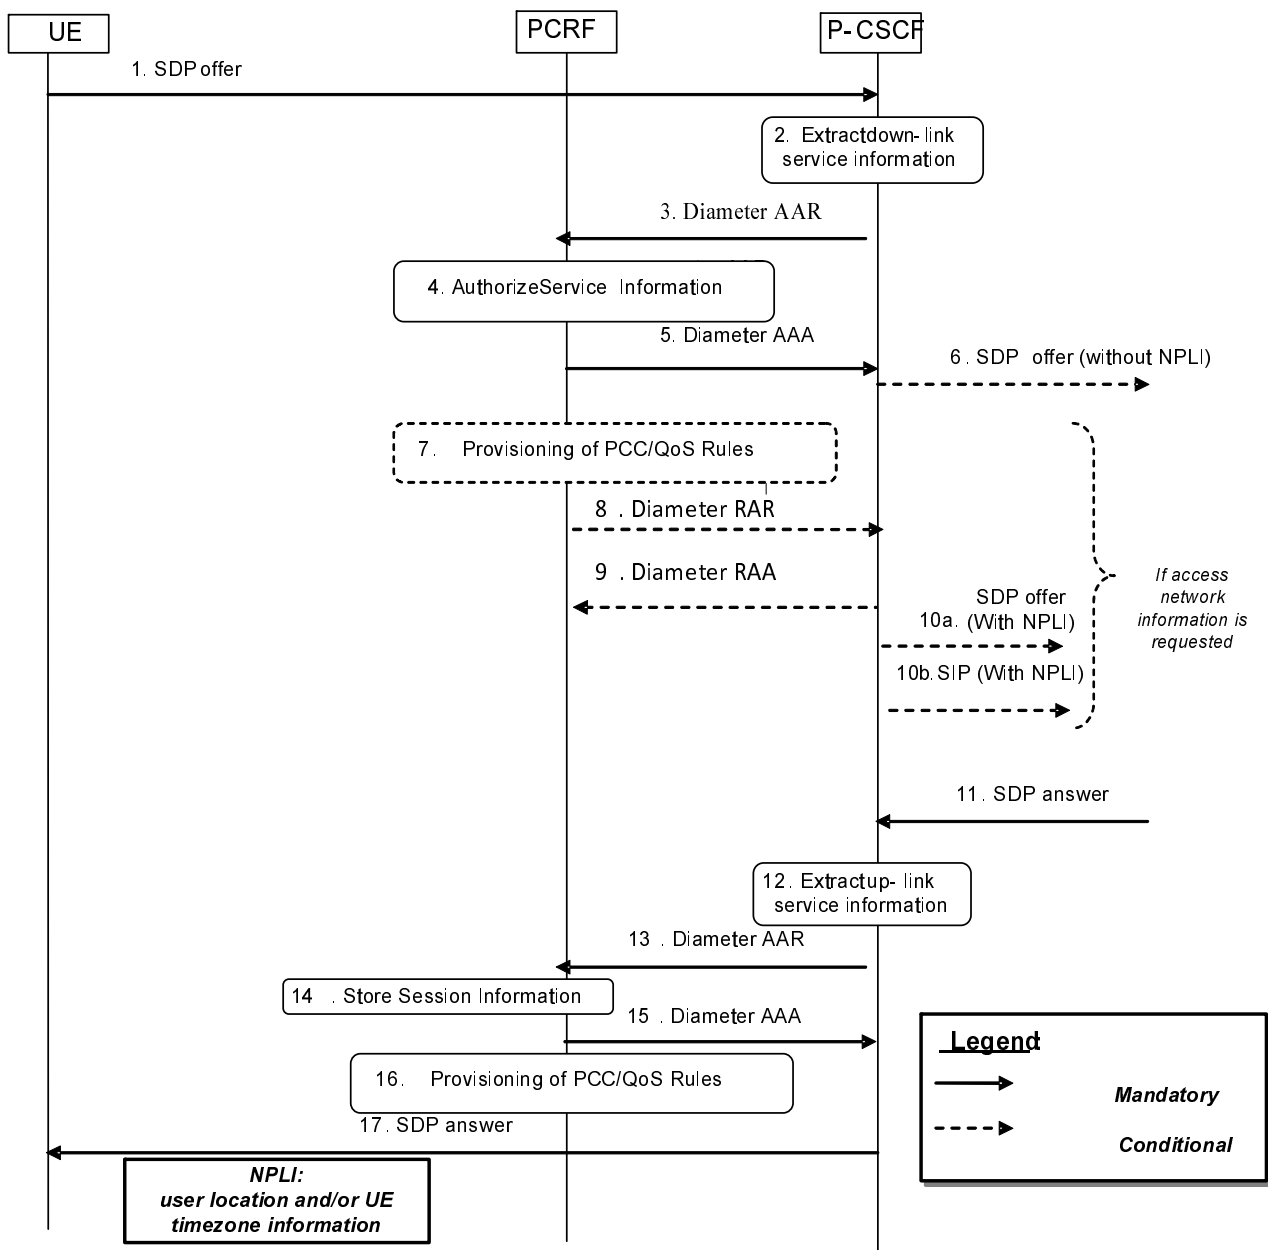 UE
PCRF
P-CSCF
1. SDP offer
2. Extractdown-link
service information
3. Diameter AAR
4. AuthorizeService Information
5. Diameter AAA
6. SDP offer (without NPLI)
7. Provisioning of PCC/QoS Rules
8 . Diameter RAR
9 . Diameter RAA
If access
network
information is
requested
SDP offer
10a. (With NPLI)
10b. SIP (With NPLI)
11. SDP answer
12. Extractup-link
service information
13 . Diameter AAR
14 . Store Session Information
15 . Diameter AAA
16. Provisioning of PCC/QoS Rules
17. SDP answer
Legend
Mandatory
Conditional
NPLI:
user location and/or UE
timezone information